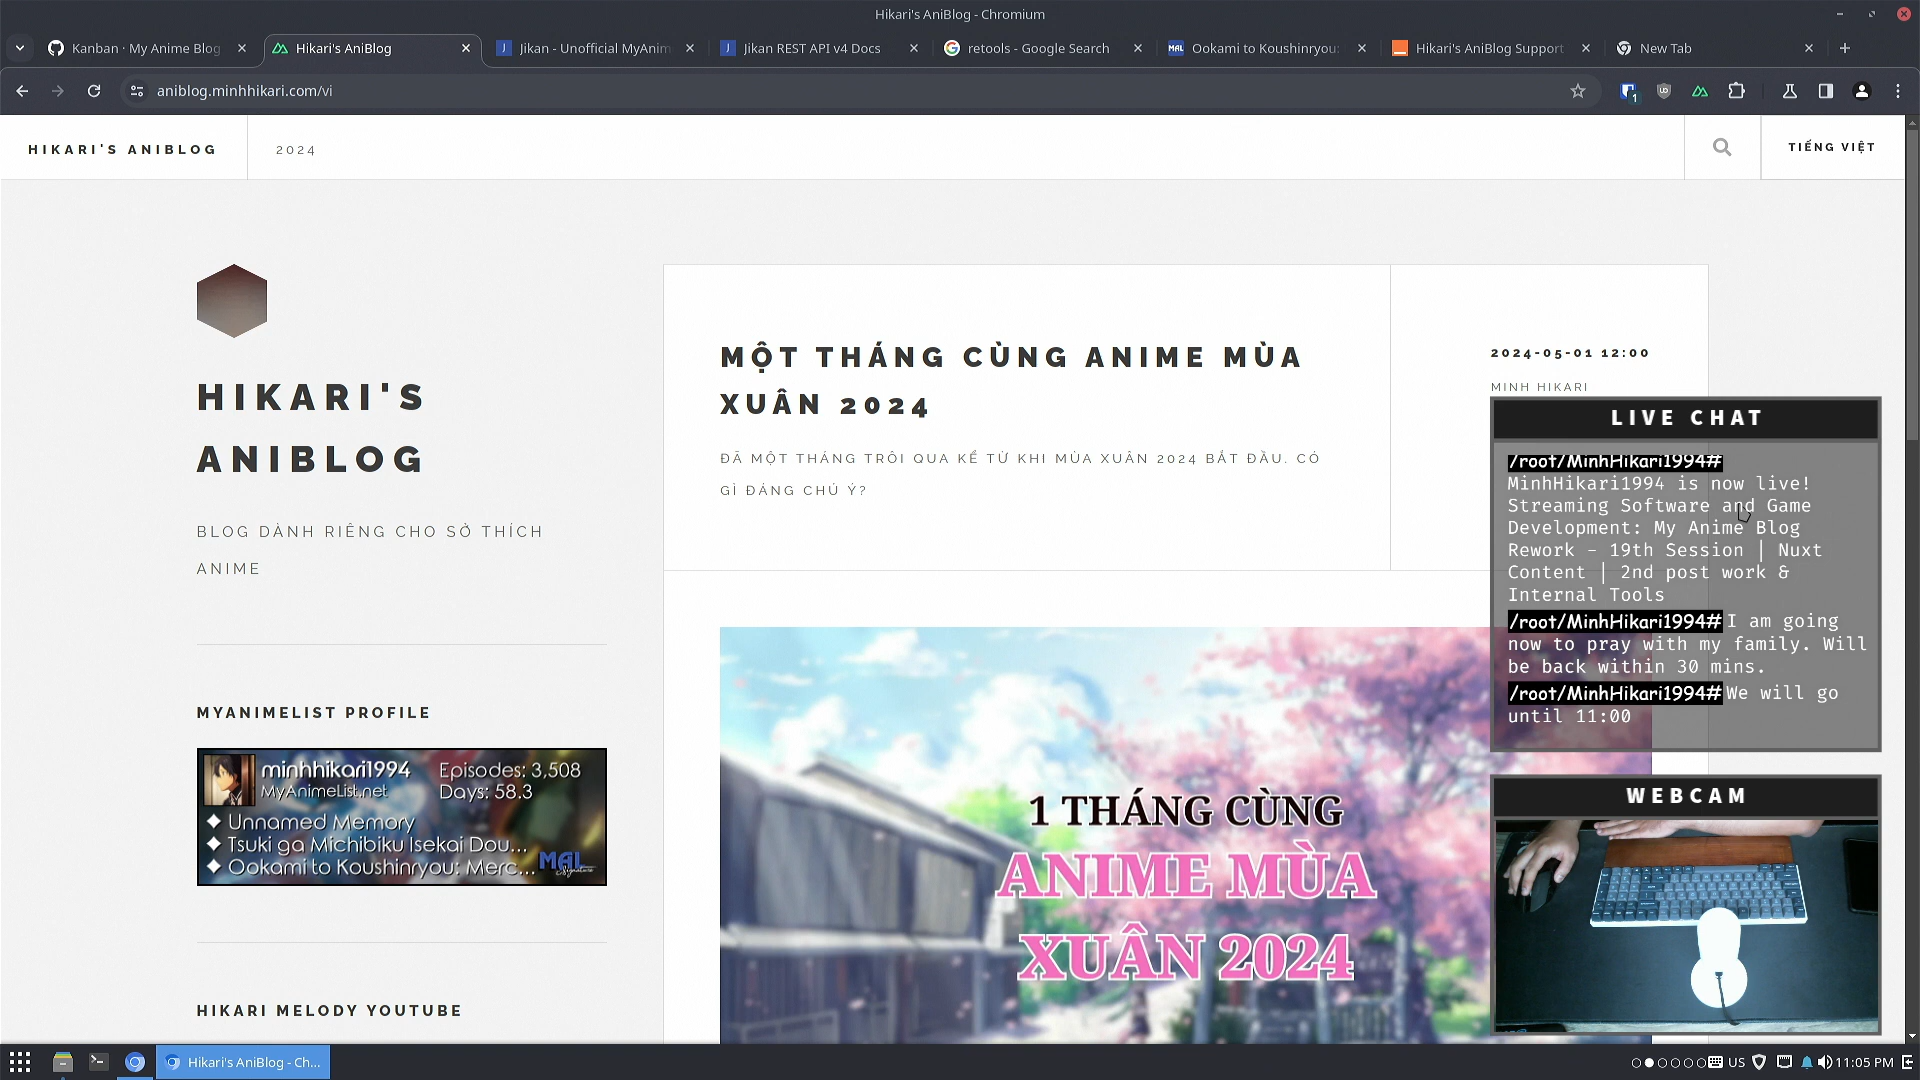 Hikari's AniBlog - Chromium
Kanban · My Anime Blog
Hikari's AniBlog
Jikan - Unofficial MyAnim
Jikan REST API v4 Docs
retools - Google Search
Ookami to Koushinryou:
Hikari's AniBlog Support
New Tab
aniblog.minhhikari.com/vi
1
HIKARI'S ANIBLOG
2024
TIẾNG VIỆT
HIKARI'S
ANIBLOG
BLOG DÀNH RIÊNG CHO SỞ THÍCH
ANIME
MYANIMELIST PROFILE
minhhikari1994
MyAnimeList.net
Episodes: 3,508
Days: 58.3
Unnamed Memory
Tsuki ga Michibiku Isekai Dou...
Ookami to Koushinryou: Merc...
MAL
Signature
HIKARI MELODY YOUTUBE
MỘT THÁNG CÙNG ANIME MÙA
XUÂN 2024
ĐÃ MỘT THÁNG TRÔI QUA KỂ TỪ KHI MÙA XUÂN 2024 BẮT ĐẦU. CÓ
GÌ ĐÁNG CHÚ Ý?
2024-05-01 12:00
MINH HIKARI
1 THÁNG CÙNG
ANIME MÙA
XUÂN 2024
LIVE CHAT
/root/MinhHikari1994#
MinhHikari1994 is now live!
Streaming Software and Game
Development: My Anime Blog
Rework - 19th Session | Nuxt
Content | 2nd post work &
Internal Tools
/root/MinhHikari1994# I am going
now to pray with my family. Will
be back within 30 mins.
/root/MinhHikari1994# We will go
until 11:00
WEBCAM
Hikari's AniBlog - Ch...
US
11:05 PM